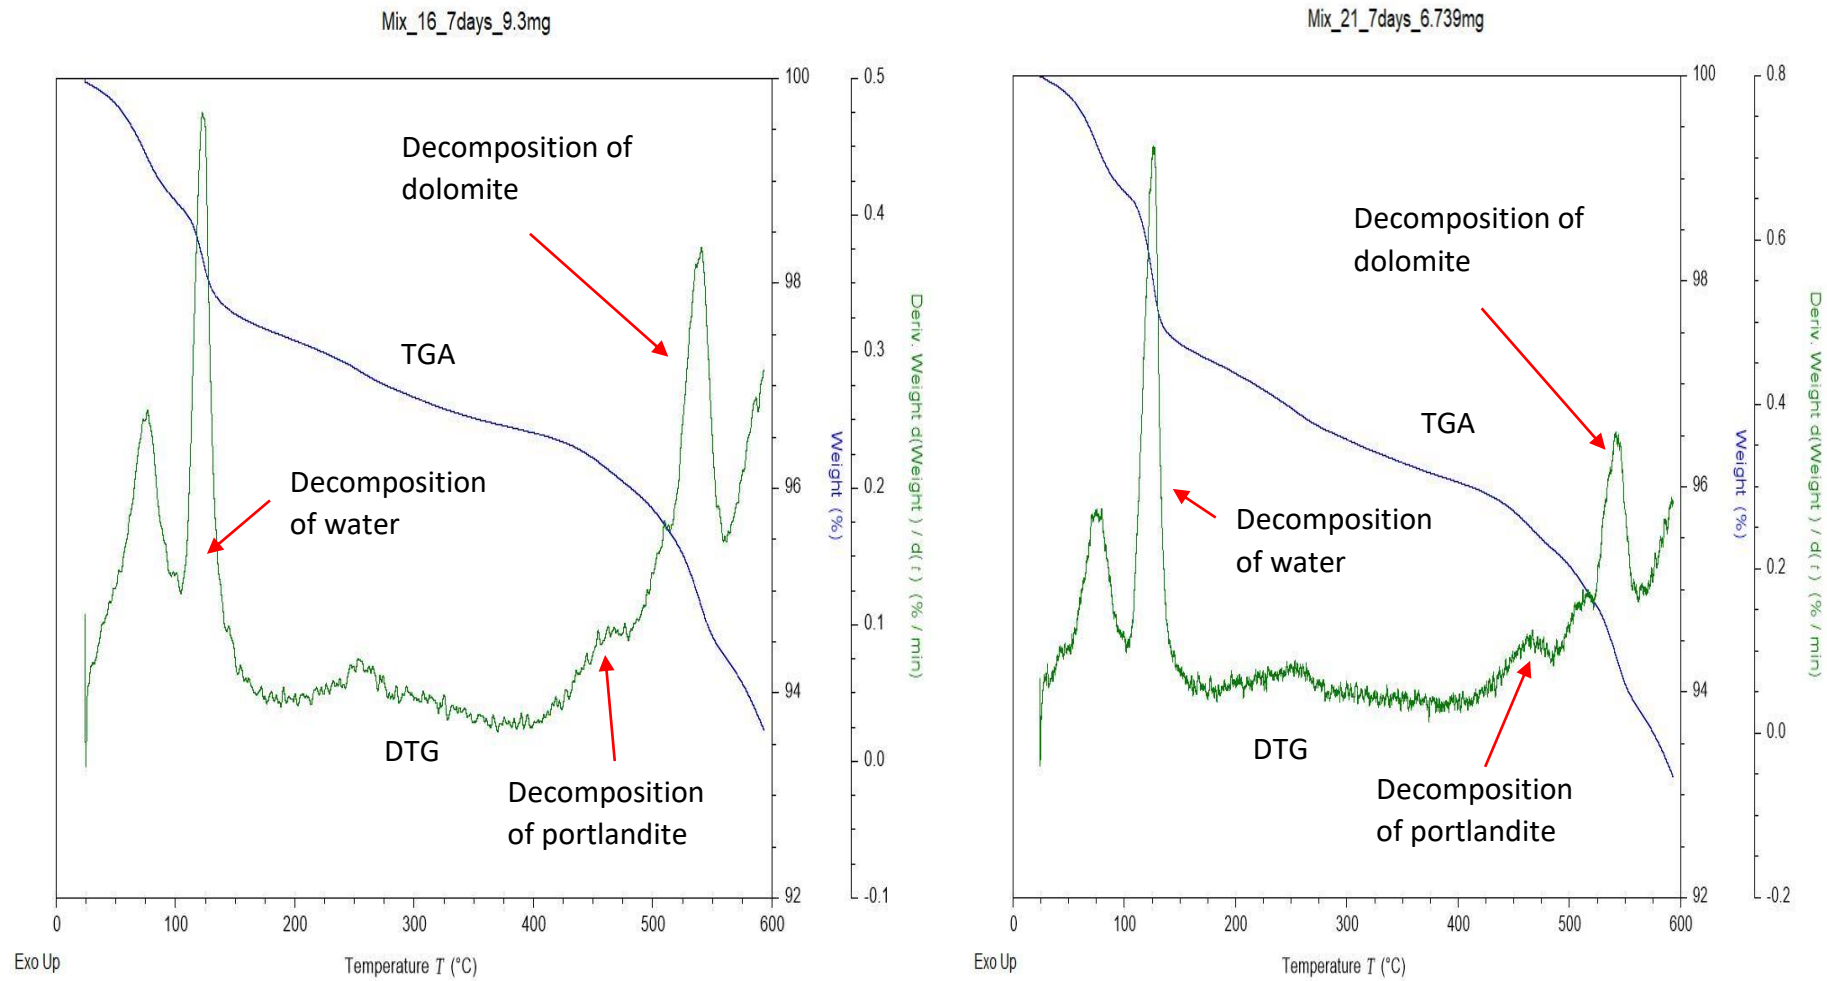 Mix_16_7days_9.3mg
100
98
96
94
92
0.5
0.4
0.3
0.2
0.1
0.0
-0.1
Weight (%)
Deriv. Weight d(Weight) / d(t) (% / min)
Decomposition of
dolomite
TGA
Decomposition
of water
DTG
Decomposition
of portlandite
0
100
200
300
400
500
600
Exo Up
Temperature T (°C)
Mix_21_7days_6.739mg
100
98
96
94
92
0.8
0.6
0.4
0.2
0.0
-0.2
Weight (%)
Deriv. Weight d(Weight) / d(t) (% / min)
Decomposition of
dolomite
TGA
Decomposition
of water
DTG
Decomposition
of portlandite
0
100
200
300
400
500
600
Exo Up
Temperature T (°C)